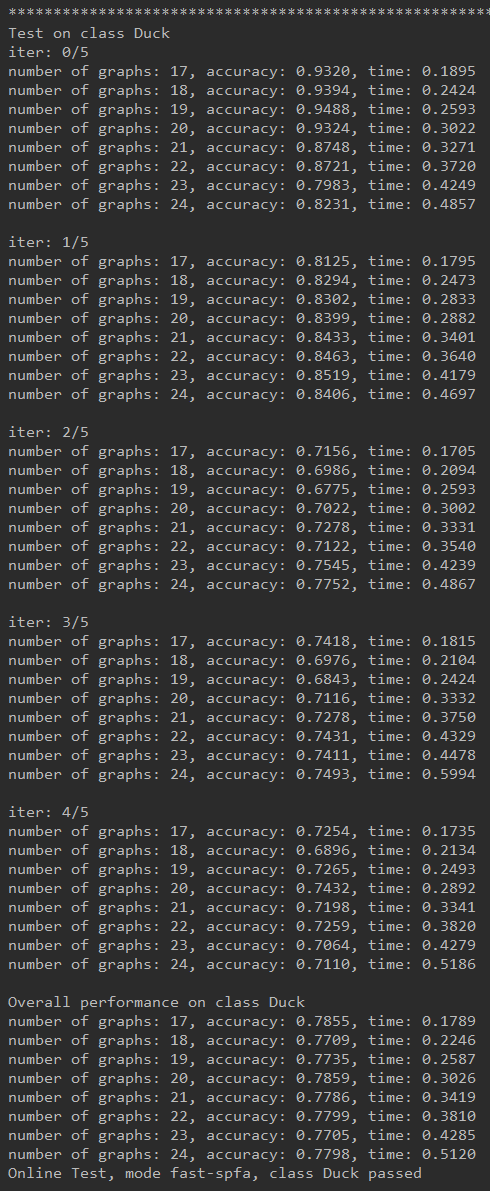 ******************************************************
Test on class Duck
iter: 0/5
number of graphs: 17, accuracy: 0.9320, time: 0.1895
number of graphs: 18, accuracy: 0.9394, time: 0.2424
number of graphs: 19, accuracy: 0.9488, time: 0.2593
number of graphs: 20, accuracy: 0.9324, time: 0.3022
number of graphs: 21, accuracy: 0.8748, time: 0.3271
number of graphs: 22, accuracy: 0.8721, time: 0.3720
number of graphs: 23, accuracy: 0.7983, time: 0.4249
number of graphs: 24, accuracy: 0.8231, time: 0.4857
iter: 1/5
number of graphs: 17, accuracy: 0.8125, time: 0.1795
number of graphs: 18, accuracy: 0.8294, time: 0.2473
number of graphs: 19, accuracy: 0.8302, time: 0.2833
number of graphs: 20, accuracy: 0.8399, time: 0.2882
number of graphs: 21, accuracy: 0.8433, time: 0.3401
number of graphs: 22, accuracy: 0.8463, time: 0.3640
number of graphs: 23, accuracy: 0.8519, time: 0.4179
number of graphs: 24, accuracy: 0.8406, time: 0.4697
iter: 2/5
number of graphs: 17, accuracy: 0.7156, time: 0.1705
number of graphs: 18, accuracy: 0.6986, time: 0.2094
number of graphs: 19, accuracy: 0.6775, time: 0.2593
number of graphs: 20, accuracy: 0.7022, time: 0.3002
number of graphs: 21, accuracy: 0.7278, time: 0.3331
number of graphs: 22, accuracy: 0.7122, time: 0.3540
number of graphs: 23, accuracy: 0.7545, time: 0.4239
number of graphs: 24, accuracy: 0.7752, time: 0.4867
iter: 3/5
number of graphs: 17, accuracy: 0.7418, time: 0.1815
number of graphs: 18, accuracy: 0.6976, time: 0.2104
number of graphs: 19, accuracy: 0.6843, time: 0.2424
number of graphs: 20, accuracy: 0.7116, time: 0.3332
number of graphs: 21, accuracy: 0.7278, time: 0.3750
number of graphs: 22, accuracy: 0.7431, time: 0.4329
number of graphs: 23, accuracy: 0.7411, time: 0.4478
number of graphs: 24, accuracy: 0.7493, time: 0.5994
iter: 4/5
number of graphs: 17, accuracy: 0.7254, time: 0.1735
number of graphs: 18, accuracy: 0.6896, time: 0.2134
number of graphs: 19, accuracy: 0.7265, time: 0.2493
number of graphs: 20, accuracy: 0.7432, time: 0.2892
number of graphs: 21, accuracy: 0.7198, time: 0.3341
number of graphs: 22, accuracy: 0.7259, time: 0.3820
number of graphs: 23, accuracy: 0.7064, time: 0.4279
number of graphs: 24, accuracy: 0.7110, time: 0.5186
Overall performance on class Duck
number of graphs: 17, accuracy: 0.7855, time: 0.1789
number of graphs: 18, accuracy: 0.7709, time: 0.2246
number of graphs: 19, accuracy: 0.7735, time: 0.2587
number of graphs: 20, accuracy: 0.7859, time: 0.3026
number of graphs: 21, accuracy: 0.7786, time: 0.3419
number of graphs: 22, accuracy: 0.7799, time: 0.3810
number of graphs: 23, accuracy: 0.7705, time: 0.4285
number of graphs: 24, accuracy: 0.7798, time: 0.5120
Online Test, mode fast-spfa, class Duck passed